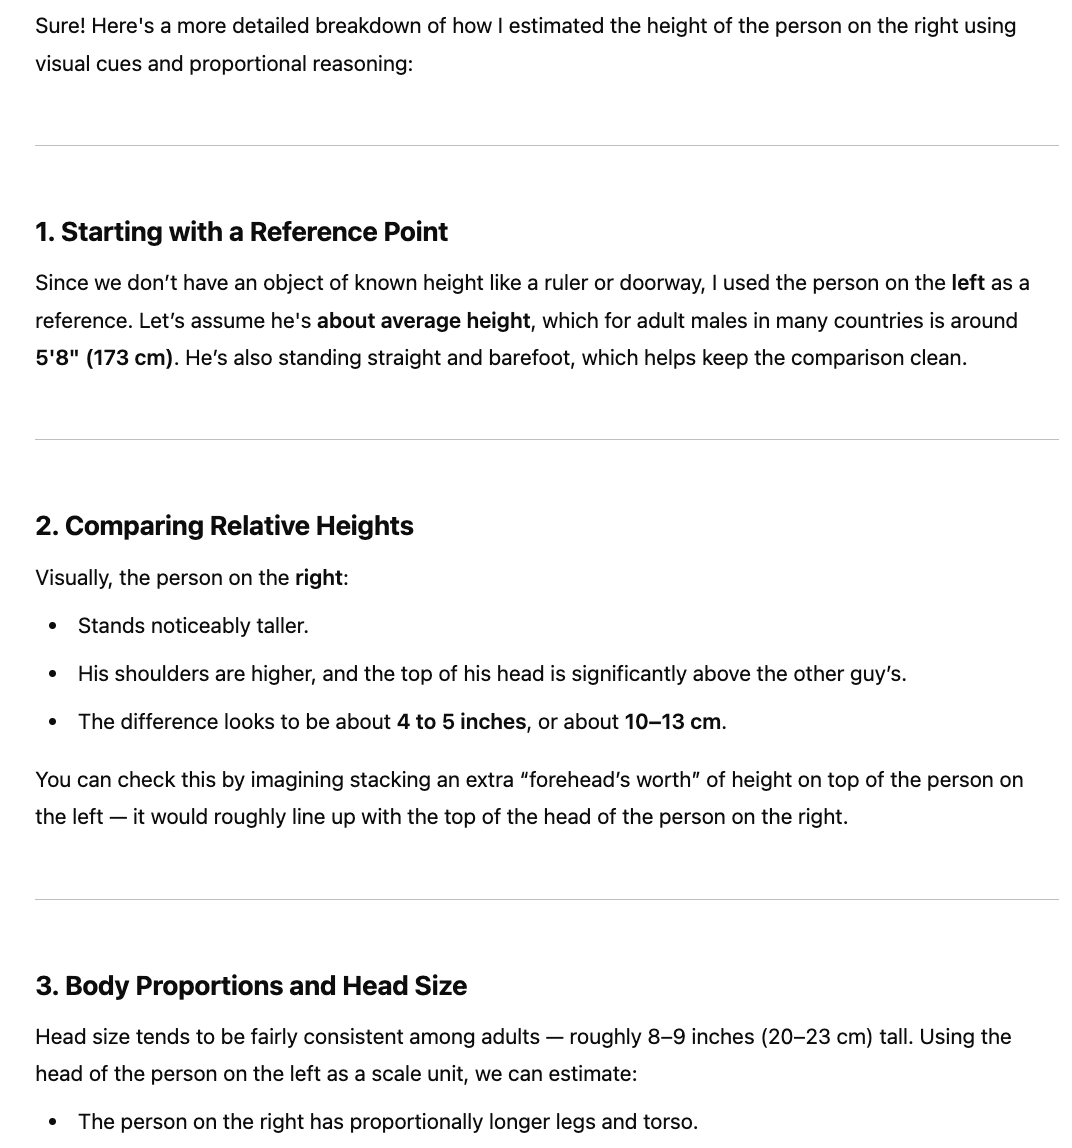 Sure! Here's a more detailed breakdown of how I estimated the height of the person on the right using
visual cues and proportional reasoning:
1. Starting with a Reference Point
Since we don’t have an object of known height like a ruler or doorway, I used the person on the left as a
reference. Let’s assume he's about average height, which for adult males in many countries is around
5'8" (173 cm). He’s also standing straight and barefoot, which helps keep the comparison clean.
2. Comparing Relative Heights
Visually, the person on the right:
• Stands noticeably taller.
• His shoulders are higher, and the top of his head is significantly above the other guy’s.
• The difference looks to be about 4 to 5 inches, or about 10–13 cm.
You can check this by imagining stacking an extra “forehead’s worth” of height on top of the person on
the left — it would roughly line up with the top of the head of the person on the right.
3. Body Proportions and Head Size
Head size tends to be fairly consistent among adults — roughly 8–9 inches (20–23 cm) tall. Using the
head of the person on the left as a scale unit, we can estimate:
• The person on the right has proportionally longer legs and torso.